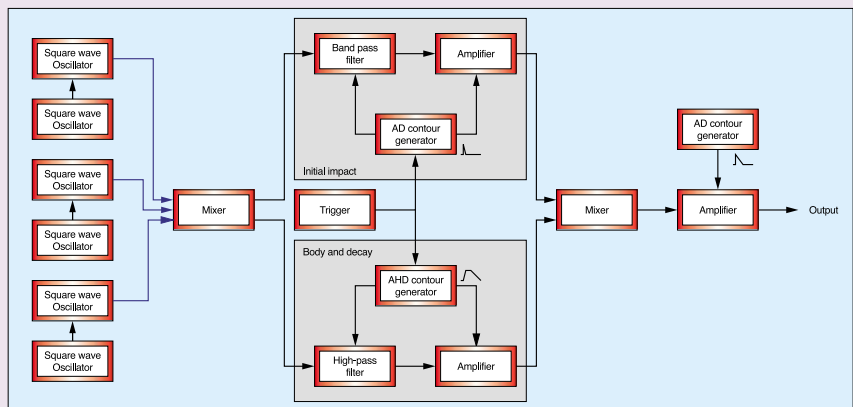 Square wave
Oscillator
Square wave
Oscillator
Square wave
Oscillator
Square wave
Oscillator
Square wave
Oscillator
Square wave
Oscillator
Mixer
Band pass
filter
Amplifier
AD contour
generator
Initial impact
Trigger
Body and decay
AHD contour
generator
High-pass
filter
Amplifier
Mixer
AD contour
generator
Amplifier
Output